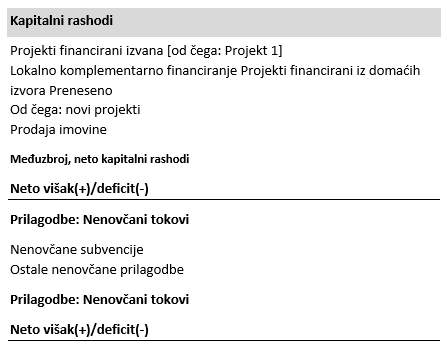 Kapitalni rashodi
Projekti financirani izvana [od čega: Projekt 1]
Lokalno komplementarno financiranje Projekti financirani iz domaćih
izvora Preneseno
Od čega: novi projekti
Prodaja imovine
Međuzbroj, neto kapitalni rashodi
Neto višak(+)/deficit(-)
Prilagodbe: Nenovčani tokovi
Nenovčane subvencije
Ostale nenovčane prilagodbe
Prilagodbe: Nenovčani tokovi
Neto višak(+)/deficit(-)